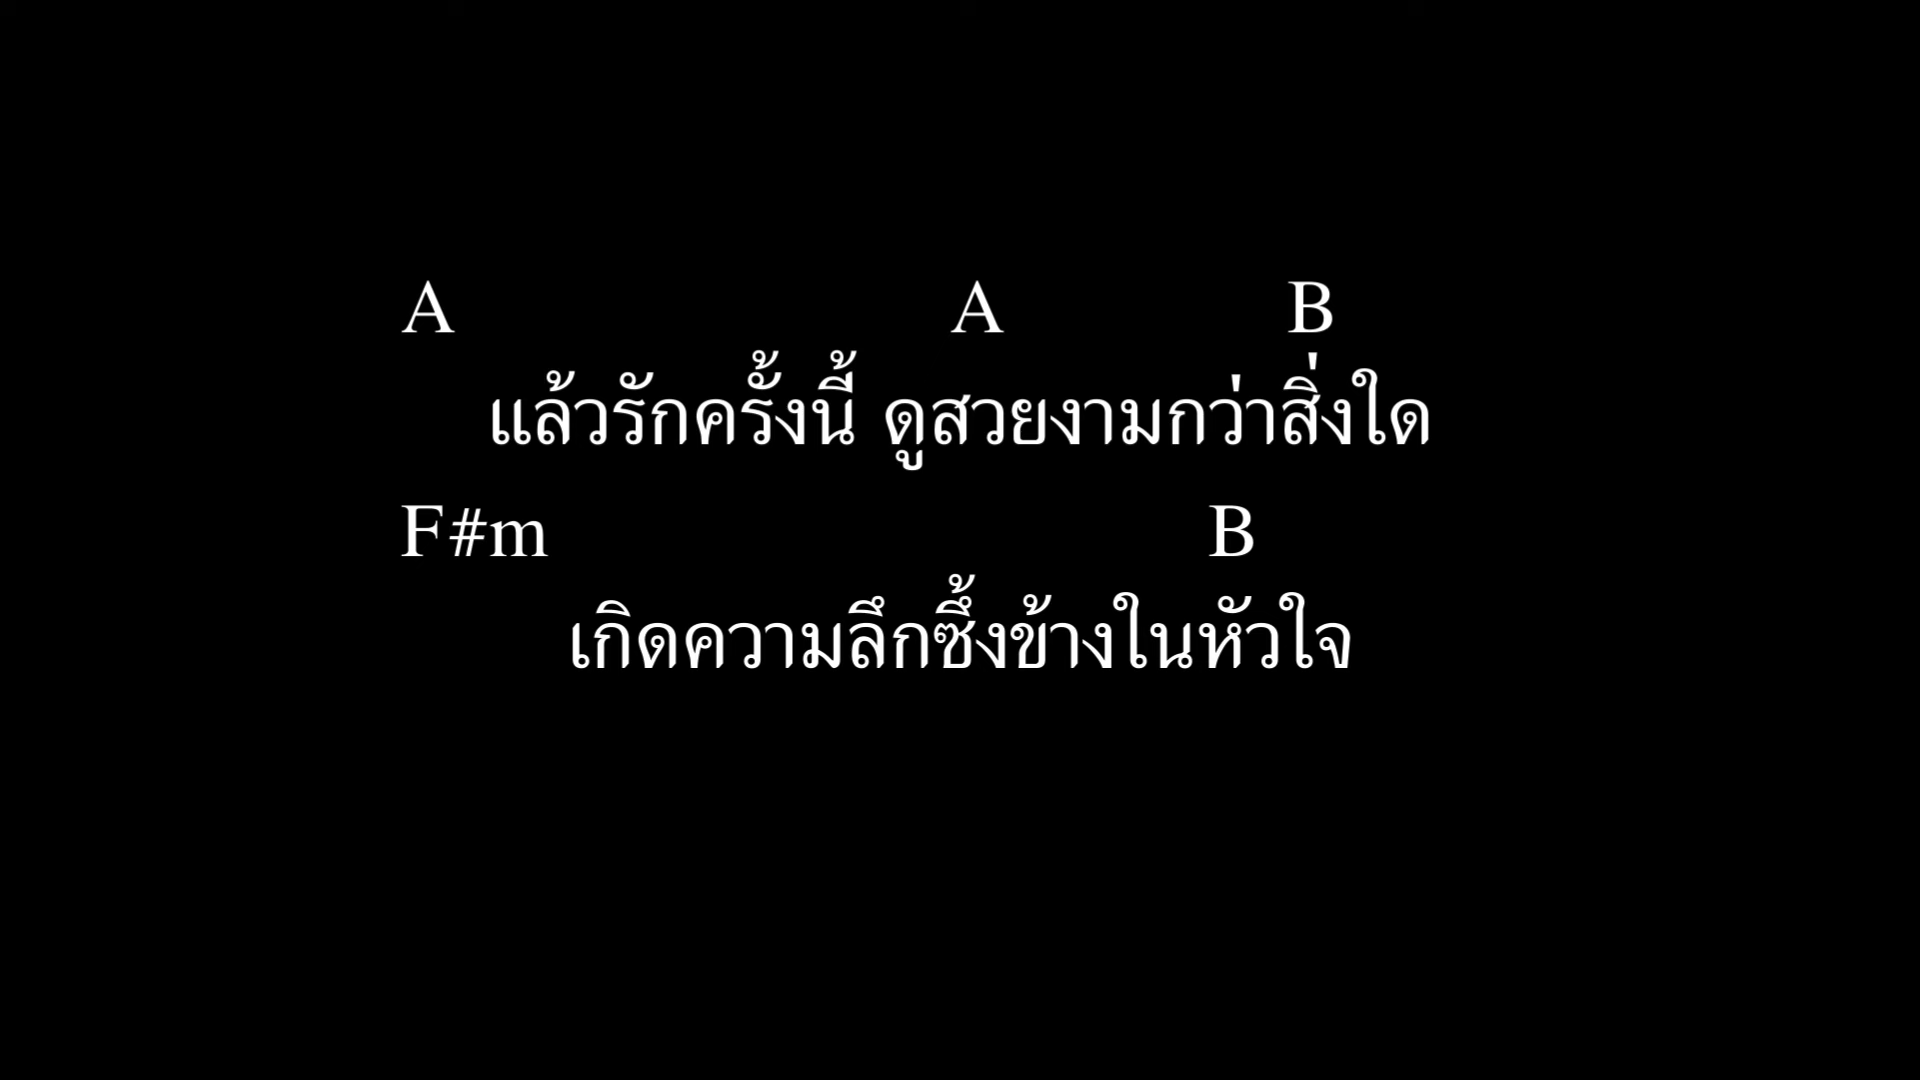 A A B
แล้วรักครั้งนี้ ดูสวยงามกว่าสิ่งใด
F#m B
เกิดความลึกซึ้งข้างในหัวใจ